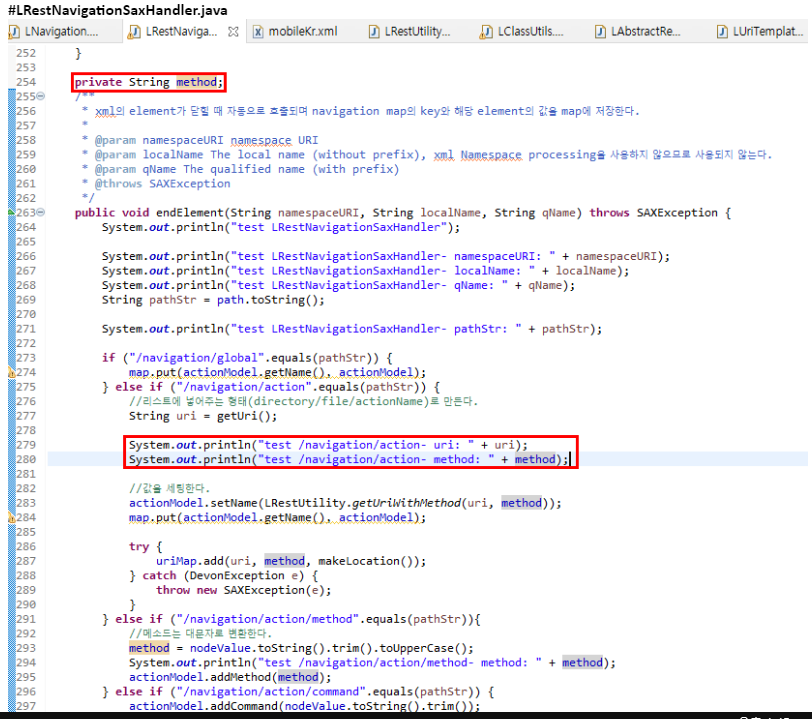 #LRestNavigationSaxHandler.java
LNavigation.... LRestNaviga... mobileKr.xml LRestUtility.... LClassUtils.... LAbstractRe... LUriTemplat...
252 }
253
254 private String method;
255 /**
256 * xml의 element가 닫힐 때 자동으로 호출되며 navigation map의 key와 해당 element의 값을 map에 저장한다.
257 *
258 * @param namespaceURI namespace URI
259 * @param localName The local name (without prefix), xml Namespace processing을 사용하지 않으므로 사용되지 않는다.
260 * @param qName The qualified name (with prefix)
261 * @throws SAXException
262 */
263 public void endElement(String namespaceURI, String localName, String qName) throws SAXException {
264 System.out.println("test LRestNavigationSaxHandler");
265
266 System.out.println("test LRestNavigationSaxHandler- namespaceURI: " + namespaceURI);
267 System.out.println("test LRestNavigationSaxHandler- localName: " + localName);
268 System.out.println("test LRestNavigationSaxHandler- qName: " + qName);
269 String pathStr = path.toString();
270
271 System.out.println("test LRestNavigationSaxHandler- pathStr: " + pathStr);
272
273 if ("/navigation/global".equals(pathStr)) {
274 map.put(actionModel.getName(), actionModel);
275 } else if ("/navigation/action".equals(pathStr)) {
276 //리스트에 넣어주는 형태(directory/file/actionName)로 만든다.
277 String uri = getUri();
278
279 System.out.println("test /navigation/action- uri: " + uri);
280 System.out.println("test /navigation/action- method: " + method);
281
282 //값을 세팅한다.
283 actionModel.setName(LRestUtility.getUriWithMethod(uri, method));
284 map.put(actionModel.getName(), actionModel);
285
286 try {
287 uriMap.add(uri, method, makeLocation());
288 } catch (DevonException e) {
289 throw new SAXException(e);
290 }
291 } else if ("/navigation/action/method".equals(pathStr)){
292 //메소드는 대문자로 변환한다.
293 method = nodeValue.toString().trim().toUpperCase();
294 System.out.println("test /navigation/action/method- method: " + method);
295 actionModel.addMethod(method);
296 } else if ("/navigation/action/command".equals(pathStr)) {
297 actionModel.addCommand(nodeValue.toString().trim());